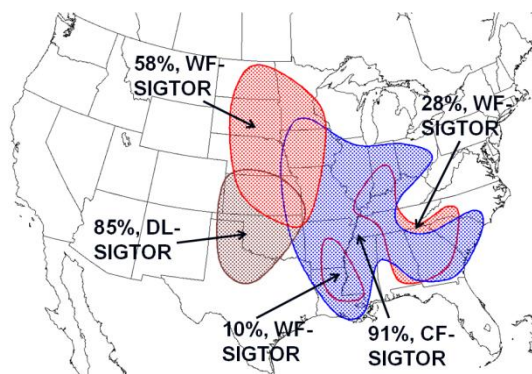 58%, WF-
SIGTOR
28%, WF-
SIGTOR
85%, DL-
SIGTOR
10%, WF-
SIGTOR
91%, CF-
SIGTOR